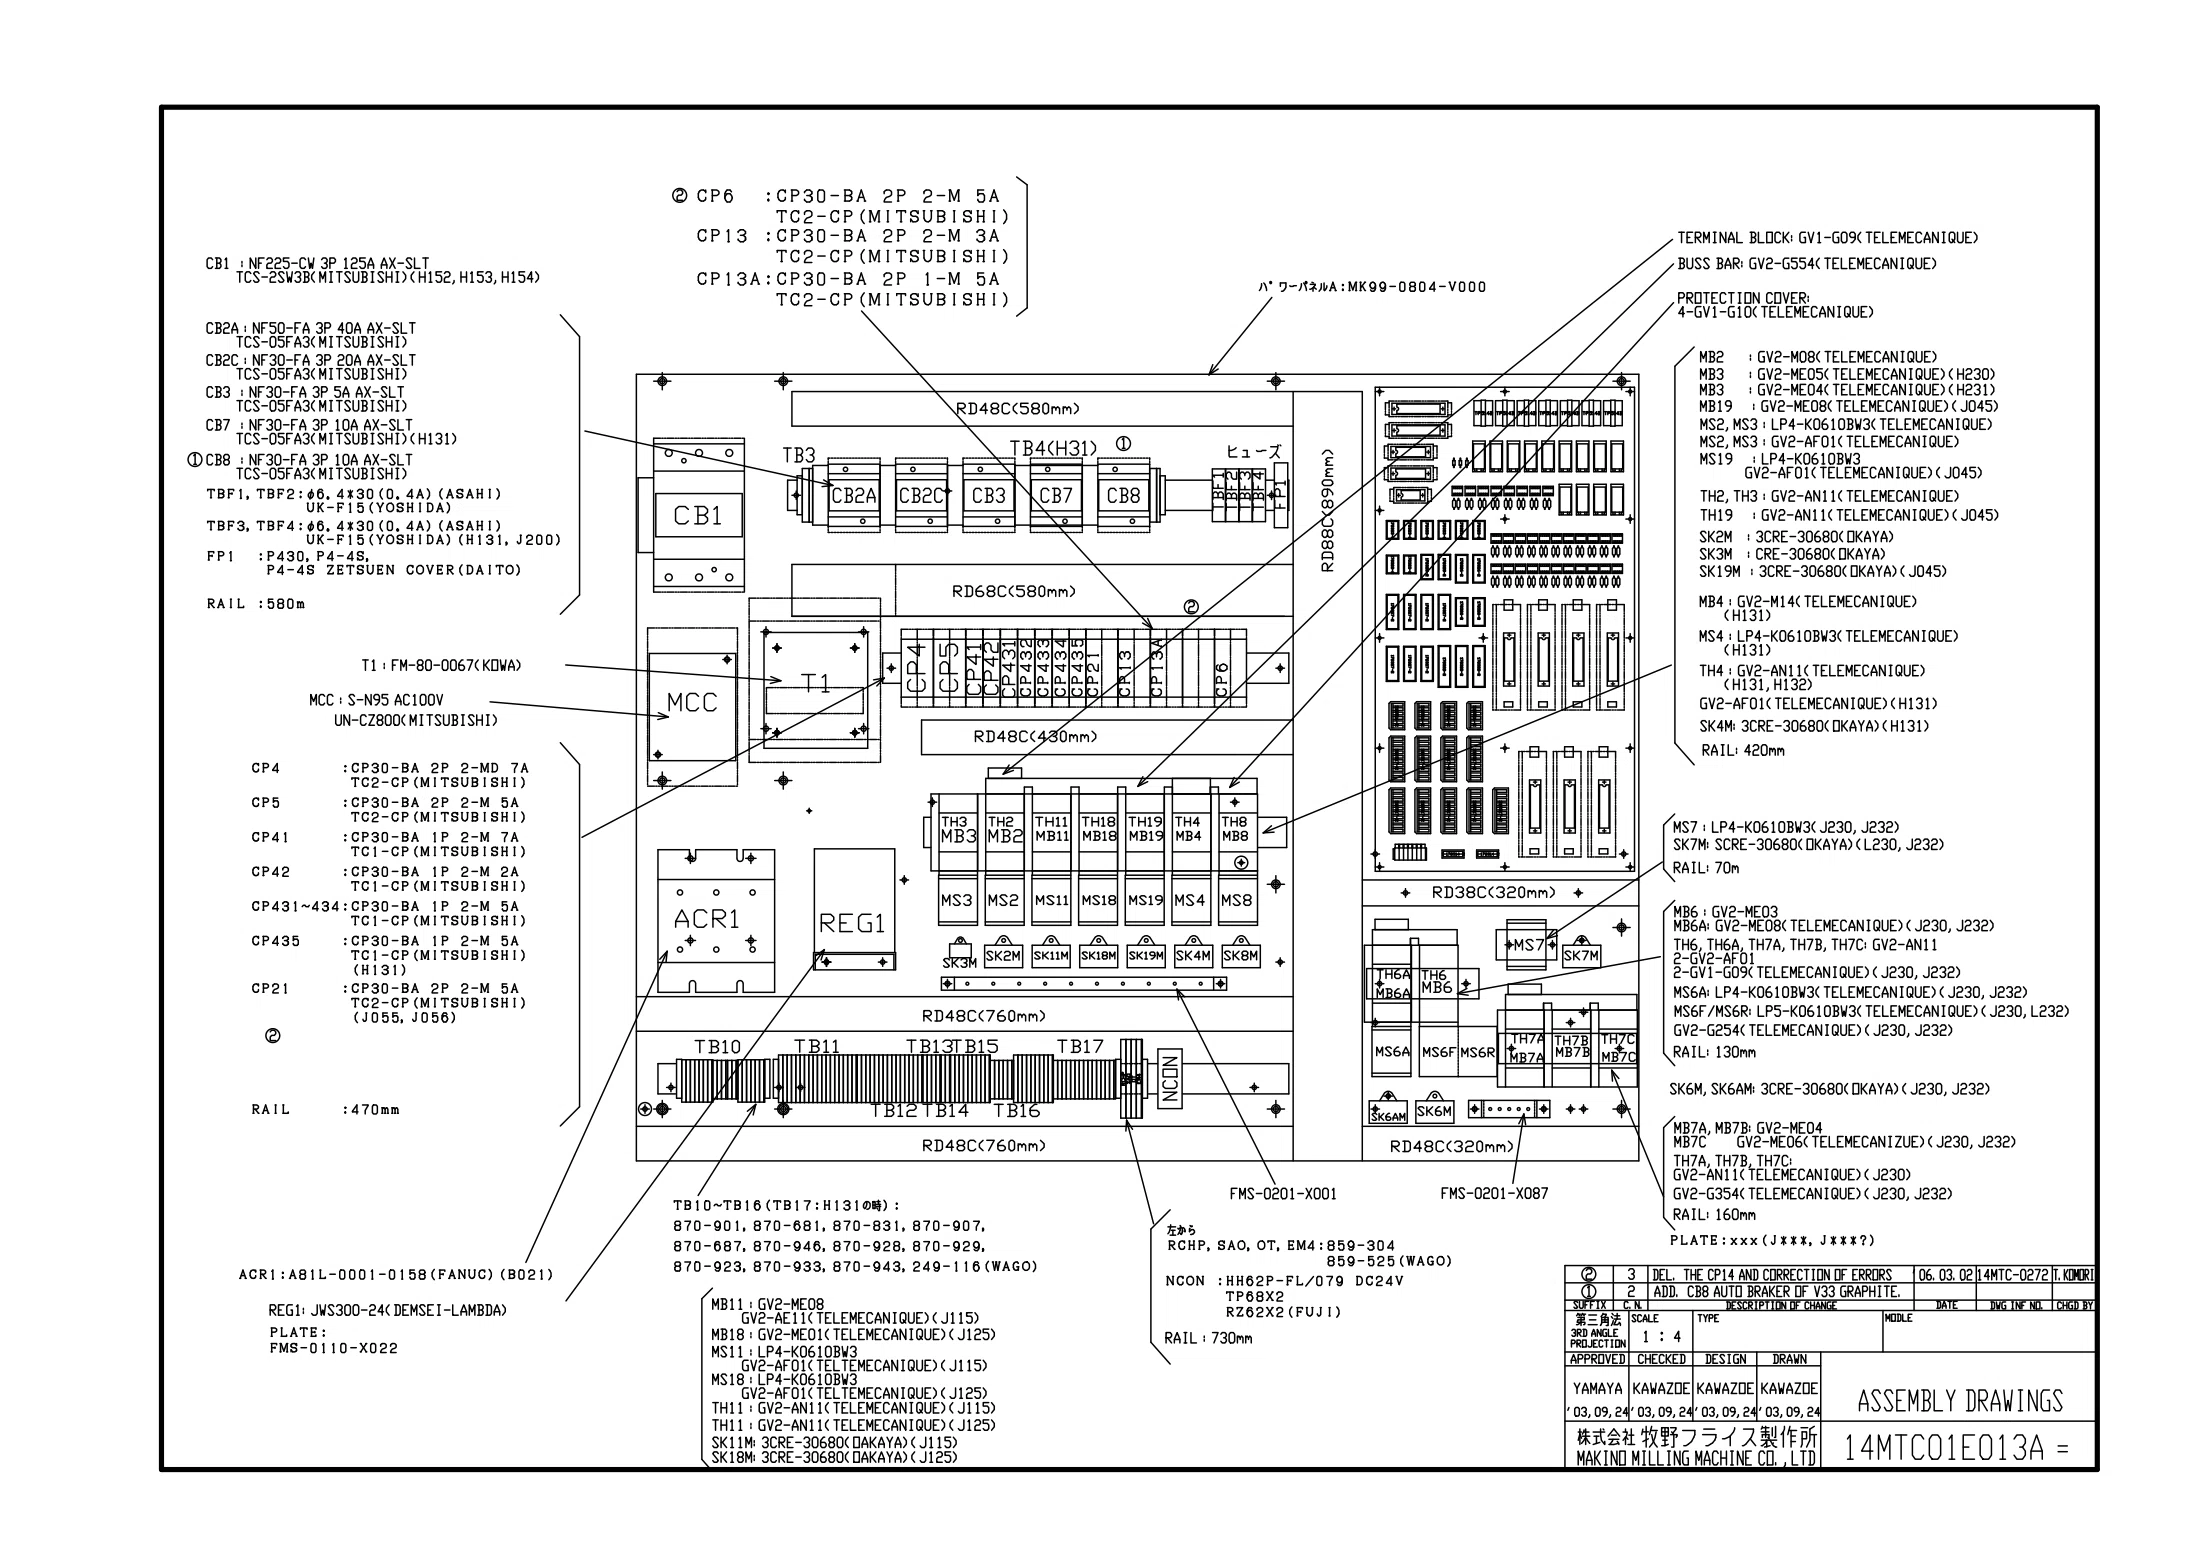 ② CP6 :CP30-BA 2P 2-M 5A
TC2-CP(MITSUBISHI)
CP13 :CP30-BA 2P 2-M 3A
TC2-CP(MITSUBISHI)
CP13A:CP30-BA 2P 1-M 5A
TC2-CP(MITSUBISHI)
CB1 : NF225-CW 3P 125A AX-SLT
TCS-2SW3B(MITSUBISHI)(H152, H153, H154)
CB2A : NF50-FA 3P 40A AX-SLT
TCS-05FA3(MITSUBISHI)
CB2C : NF30-FA 3P 20A AX-SLT
TCS-05FA3(MITSUBISHI)
CB3 : NF30-FA 3P 5A AX-SLT
TCS-05FA3(MITSUBISHI)
CB7 : NF30-FA 3P 10A AX-SLT
TCS-05FA3(MITSUBISHI)(H131)
① CB8 : NF30-FA 3P 10A AX-SLT
TCS-05FA3(MITSUBISHI)
TBF1, TBF2:φ6.4*30(0.4A)(ASAHI)
UK-F15(YOSHIDA)
TBF3, TBF4:φ6.4*30(0.4A)(ASAHI)
UK-F15(YOSHIDA)(H131, J200)
FP1 :P430, P4-4S,
P4-4S ZETSUEN COVER(DAITO)
RAIL :580m
T1 : FM-80-0067(KOWA)
MCC : S-N95 AC100V
UN-CZ800(MITSUBISHI)
CP4 :CP30-BA 2P 2-MD 7A
TC2-CP(MITSUBISHI)
CP5 :CP30-BA 2P 2-M 5A
TC2-CP(MITSUBISHI)
CP41 :CP30-BA 1P 2-M 7A
TC1-CP(MITSUBISHI)
CP42 :CP30-BA 1P 2-M 2A
TC1-CP(MITSUBISHI)
CP431~434:CP30-BA 1P 2-M 5A
TC1-CP(MITSUBISHI)
CP435 :CP30-BA 1P 2-M 5A
TC1-CP(MITSUBISHI)
(H131)
CP21 :CP30-BA 2P 2-M 5A
TC2-CP(MITSUBISHI)
(J055, J056)
②
RAIL :470mm
ACR1:A81L-0001-0158(FANUC)(B021)
REG1: JWS300-24(DEMSEI-LAMBDA)
PLATE:
FMS-0110-X022
パワーパネルA:MK99-0804-V000
RD48C(580mm)
TB3
TB4(H31) ①
ヒューズ
CB1
CB2A
CB2C
CB3
CB7
CB8
TBF1
TBF2
TBF3
TBF4
FP1
RD88C(890mm)
RD68C(580mm)
②
MCC
T1
CP4
CP5
CP41
CP42
CP431
CP432
CP433
CP434
CP435
CP21
CP13
CP13A
CP6
RD48C(430mm)
TH3 TH2 TH11 TH18 TH19 TH4 TH8
MB3 MB2 MB11 MB18 MB19 MB4 MB8
MS3 MS2 MS11 MS18 MS19 MS4 MS8
SK3M SK2M SK11M SK18M SK19M SK4M SK8M
ACR1
REG1
RD48C(760mm)
TB10 TB11 TB13 TB15 TB17
NCON
TB12 TB14 TB16
RD48C(760mm)
RD38C(320mm)
MS7
SK7M
TH6A TH6
MB6A MB6
MS6A MS6F MS6R
TH7A TH7B TH7C
MB7A MB7B MB7C
SK6AM SK6M
RD48C(320mm)
FMS-0201-X001
FMS-0201-X087
TB10~TB16(TB17:H131の時):
870-901, 870-681, 870-831, 870-907,
870-687, 870-946, 870-928, 870-929,
870-923, 870-933, 870-943, 249-116(WAGO)
MB11 : GV2-ME08
GV2-AE11(TELEMECANIQUE)(J115)
MB18 : GV2-ME01(TELEMECANIQUE)(J125)
MS11 : LP4-K0610BW3
GV2-AF01(TELTEMECANIQUE)(J115)
MS18 : LP4-K0610BW3
GV2-AF01(TELTEMECANIQUE)(J125)
TH11 : GV2-AN11(TELEMECANIQUE)(J115)
TH11 : GV2-AN11(TELEMECANIQUE)(J125)
SK11M: 3CRE-30680(OAKAYA)(J115)
SK18M: 3CRE-30680(OAKAYA)(J125)
左から
RCHP, SAO, OT, EM4:859-304
859-525(WAGO)
NCON :HH62P-FL/079 DC24V
TP68X2
RZ62X2(FUJI)
RAIL : 730mm
TERMINAL BLOCK: GV1-G09(TELEMECANIQUE)
BUSS BAR: GV2-G554(TELEMECANIQUE)
PROTECTION COVER:
4-GV1-G10(TELEMECANIQUE)
MB2 : GV2-M08(TELEMECANIQUE)
MB3 : GV2-ME05(TELEMECANIQUE)(H230)
MB3 : GV2-ME04(TELEMECANIQUE)(H231)
MB19 : GV2-ME08(TELEMECANIQUE)(J045)
MS2, MS3 : LP4-K0610BW3(TELEMECANIQUE)
MS2, MS3 : GV2-AF01(TELEMECANIQUE)
MS19 : LP4-K0610BW3
GV2-AF01(TELEMECANIQUE)(J045)
TH2, TH3 : GV2-AN11(TELEMECANIQUE)
TH19 : GV2-AN11(TELEMECANIQUE)(J045)
SK2M : 3CRE-30680(OKAYA)
SK3M : CRE-30680(OKAYA)
SK19M : 3CRE-30680(OKAYA)(J045)
MB4 : GV2-M14(TELEMECANIQUE)
(H131)
MS4 : LP4-K0610BW3(TELEMECANIQUE)
(H131)
TH4 : GV2-AN11(TELEMECANIQUE)
(H131, H132)
GV2-AF01(TELEMECANIQUE)(H131)
SK4M: 3CRE-30680(OKAYA)(H131)
RAIL: 420mm
MS7 : LP4-K0610BW3(J230, J232)
SK7M: SCRE-30680(OKAYA)(L230, J232)
RAIL: 70m
MB6 : GV2-ME03
MB6A: GV2-ME08(TELEMECANIQUE)(J230, J232)
TH6, TH6A, TH7A, TH7B, TH7C: GV2-AN11
2-GV2-AF01
2-GV1-G09(TELEMECANIQUE)(J230, J232)
MS6A: LP4-K0610BW3(TELEMECANIQUE)(J230, J232)
MS6F/MS6R: LP5-K0610BW3(TELEMECANIQUE)(J230, L232)
GV2-G254(TELEMECANIQUE)(J230, J232)
RAIL: 130mm
SK6M, SK6AM: 3CRE-30680(OKAYA)(J230, J232)
MB7A, MB7B: GV2-ME04
MB7C GV2-ME06(TELEMECANIZUE)(J230, J232)
TH7A, TH7B, TH7C:
GV2-AN11(TELEMECANIQUE)(J230)
GV2-G354(TELEMECANIQUE)(J230, J232)
RAIL: 160mm
PLATE:xxx(J***, J***?)
② 3 DEL. THE CP14 AND CORRECTION OF ERRORS '06.03.02 14MTC-0272 T.KOMORI
① 2 ADD. CB8 AUTO BRAKER OF V33 GRAPHITE.
SUFFIX C.N. DESCRIPTION OF CHANGE DATE DWG INF NO. CHGD BY
第三角法 SCALE TYPE MODLE
3RD ANGLE
PROJECTION 1 : 4
APPROVED CHECKED DESIGN DRAWN
YAMAYA KAWAZOE KAWAZOE KAWAZOE
'03,09,24 '03,09,24 '03,09,24 '03,09,24
ASSEMBLY DRAWINGS
株式会社 牧野フライス製作所
MAKINO MILLING MACHINE CO.,LTD
14MTC01E013A =